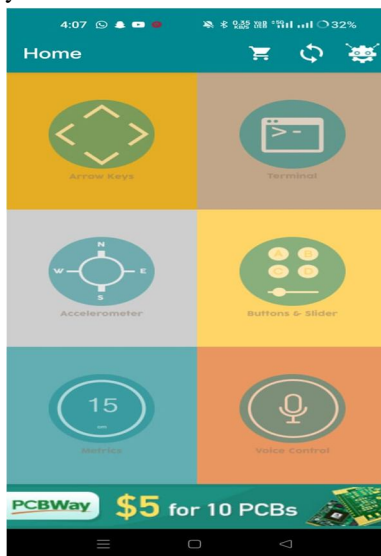 4:07 32%
Home
Arrow Keys
>-
Terminal
N
W E
S
Accelerometer
A B
C D
Buttons & Slider
15
Metrics
Voice Control
PCBWay $5 for 10 PCBs